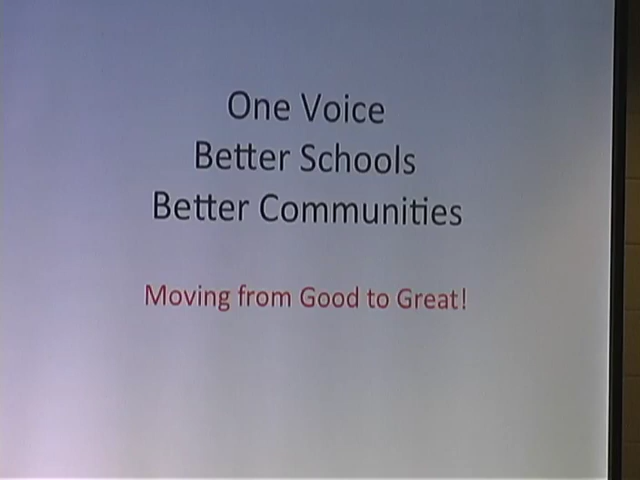 One Voice
Better Schools
Better Communities
Moving from Good to Great!